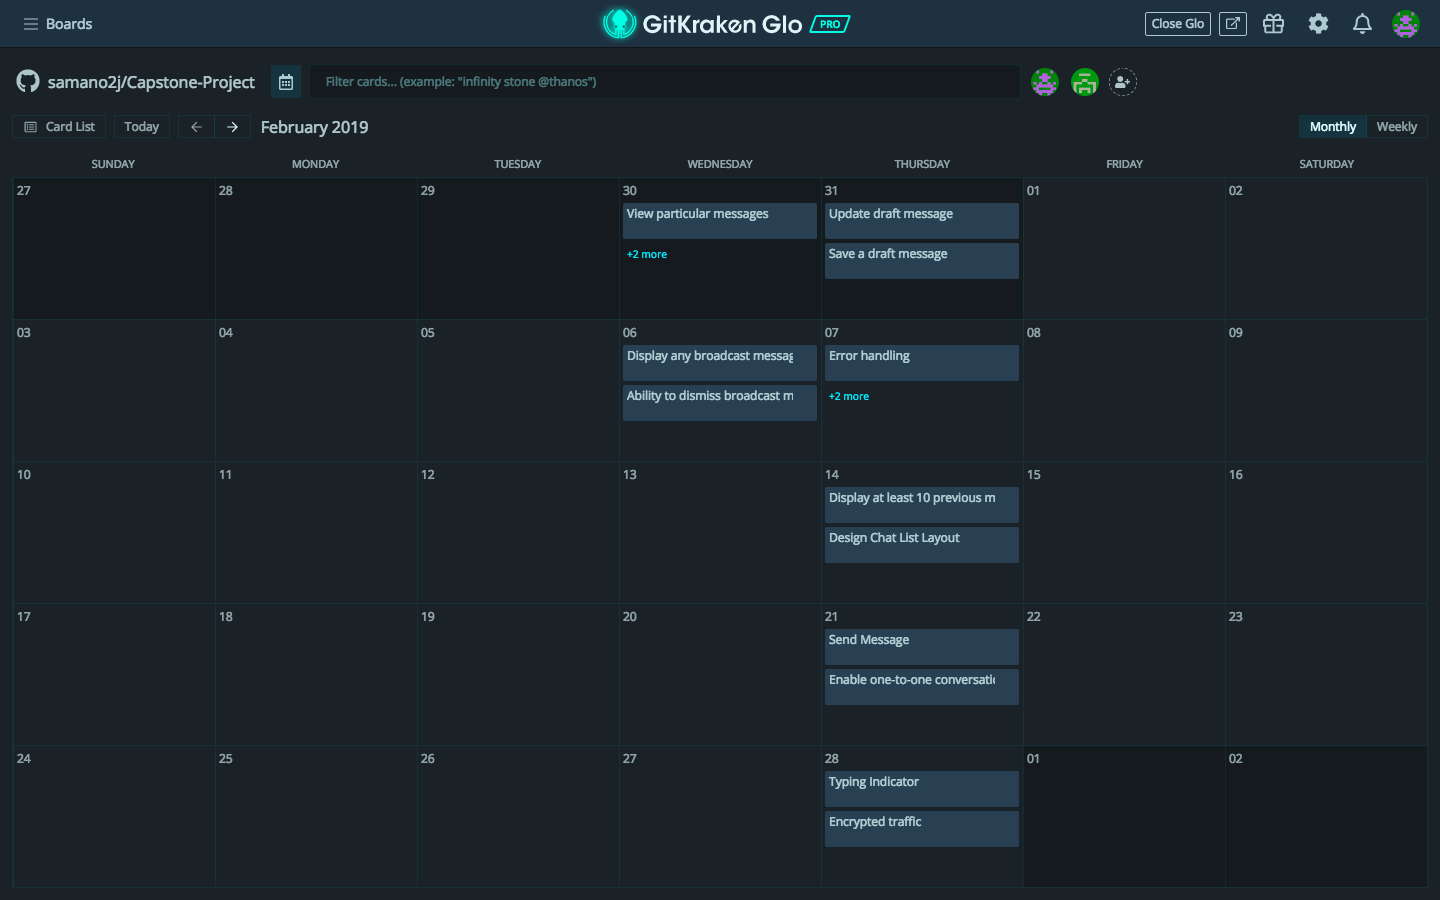 Boards
GitKraken Glo PRO
Close Glo
samano2j/Capstone-Project
Filter cards... (example: "infinity stone @thanos")
Card List
Today
February 2019
Monthly
Weekly
SUNDAY MONDAY TUESDAY WEDNESDAY THURSDAY FRIDAY SATURDAY
27 28 29 30 31 01 02
View particular messages
+2 more
Update draft message
Save a draft message
03 04 05 06 07 08 09
Display any broadcast messag
Ability to dismiss broadcast m
Error handling
+2 more
10 11 12 13 14 15 16
Display at least 10 previous m
Design Chat List Layout
17 18 19 20 21 22 23
Send Message
Enable one-to-one conversati
24 25 26 27 28 01 02
Typing Indicator
Encrypted traffic